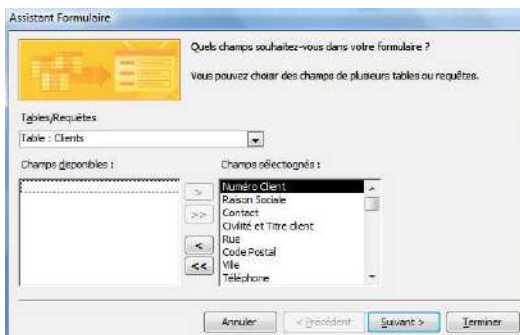 Assistant Formulaire
Quels champs souhaitez-vous dans votre formulaire ?
Vous pouvez choisir des champs de plusieurs tables ou requêtes.
Tables/Requêtes
Table : Clients
Champs disponibles :
Champs sélectionnés :
Numéro Client
Raison Sociale
Contact
Civilité et Titre client
Rue
Code Postal
Ville
Téléphone
>
>>
<
<<
Annuler
< Précédent
Suivant >
Terminer